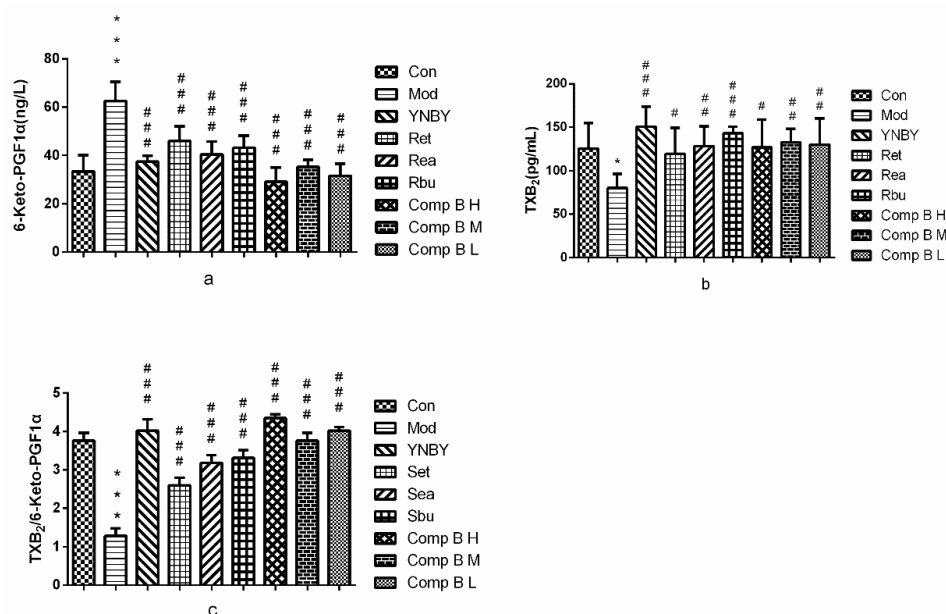 6-Keto-PGF1α(ng/L)
80
60
40
20
0
* * *
# # #
# # #
# # #
# # #
# # #
# # #
# # #
Con
Mod
YNBY
Ret
Rea
Rbu
Comp B H
Comp B M
Comp B L
a
TXB₂(pg/mL)
200
150
100
50
0
*
# # #
#
# #
# # #
#
# #
# #
Con
Mod
YNBY
Ret
Rea
Rbu
Comp B H
Comp B M
Comp B L
b
TXB₂/6-Keto-PGF1α
5
4
3
2
1
0
* * *
# # #
# # #
# # #
# # #
# # #
# # #
# # #
Con
Mod
YNBY
Set
Sea
Sbu
Comp B H
Comp B M
Comp B L
c